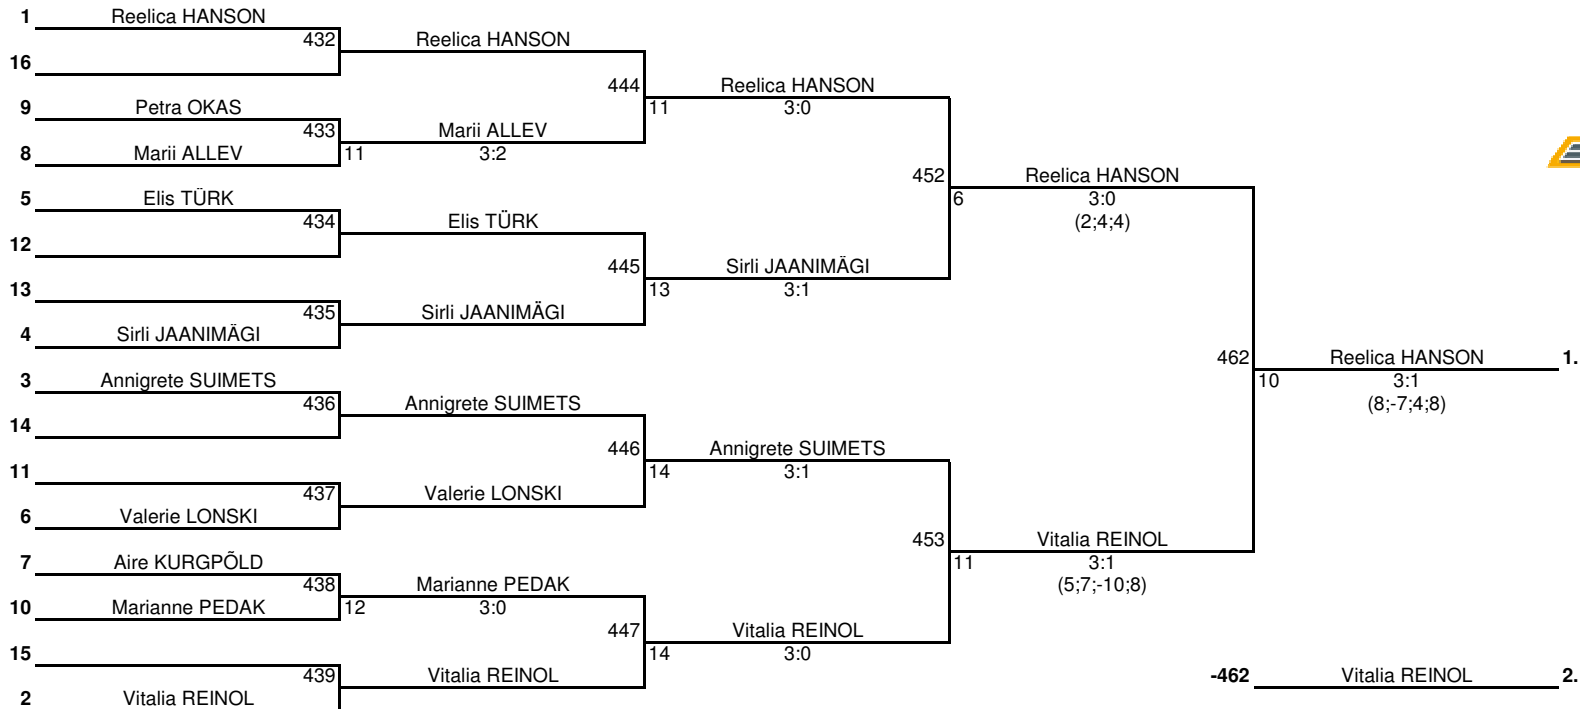 1 Reelica HANSON
432 Reelica HANSON
16
444 Reelica HANSON
9 Petra OKAS 11 3:0
433 Marii ALLEV
8 Marii ALLEV 11 3:2
452 Reelica HANSON
5 Elis TÜRK 6 3:0
434 Elis TÜRK (2;4;4)
12
445 Sirli JAANIMÄGI
13 13 3:1
435 Sirli JAANIMÄGI
4 Sirli JAANIMÄGI
462 Reelica HANSON 1.
3 Annigrete SUIMETS 10 3:1
436 Annigrete SUIMETS (8;-7;4;8)
14
446 Annigrete SUIMETS
11 14 3:1
437 Valerie LONSKI
6 Valerie LONSKI
453 Vitalia REINOL
7 Aire KURGPÕLD 11 3:1
438 Marianne PEDAK (5;7;-10;8)
10 Marianne PEDAK 12 3:0
447 Vitalia REINOL
15 14 3:0
439 Vitalia REINOL -462 Vitalia REINOL 2.
2 Vitalia REINOL